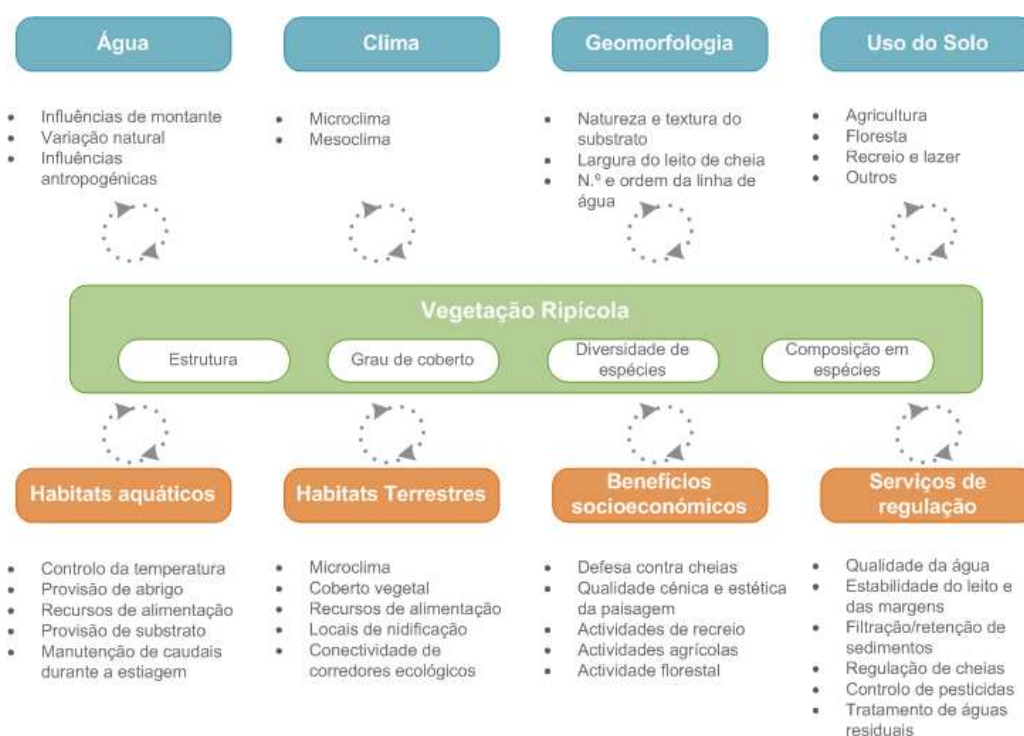 Água
Influências de montante
Variação natural
Influências
antropogénicas
Clima
Microclima
Mesoclima
Geomorfologia
Natureza e textura do
substrato
Largura do leito de cheia
N.º e ordem da linha de
água
Uso do Solo
Agricultura
Floresta
Recreio e lazer
Outros
Vegetação Ripícola
Estrutura
Grau de coberto
Diversidade de
espécies
Composição em
espécies
Habitats aquáticos
Controlo da temperatura
Provisão de abrigo
Recursos de alimentação
Provisão de substrato
Manutenção de caudais
durante a estiagem
Habitats Terrestres
Microclima
Coberto vegetal
Recursos de alimentação
Locais de nidificação
Conectividade de
corredores ecológicos
Benefícios
socioeconómicos
Defesa contra cheias
Qualidade cénica e estética
da paisagem
Actividades de recreio
Actividades agrícolas
Actividade florestal
Serviços de
regulação
Qualidade da água
Estabilidade do leito e
das margens
Filtração/retenção de
sedimentos
Regulação de cheias
Controlo de pesticidas
Tratamento de águas
residuais